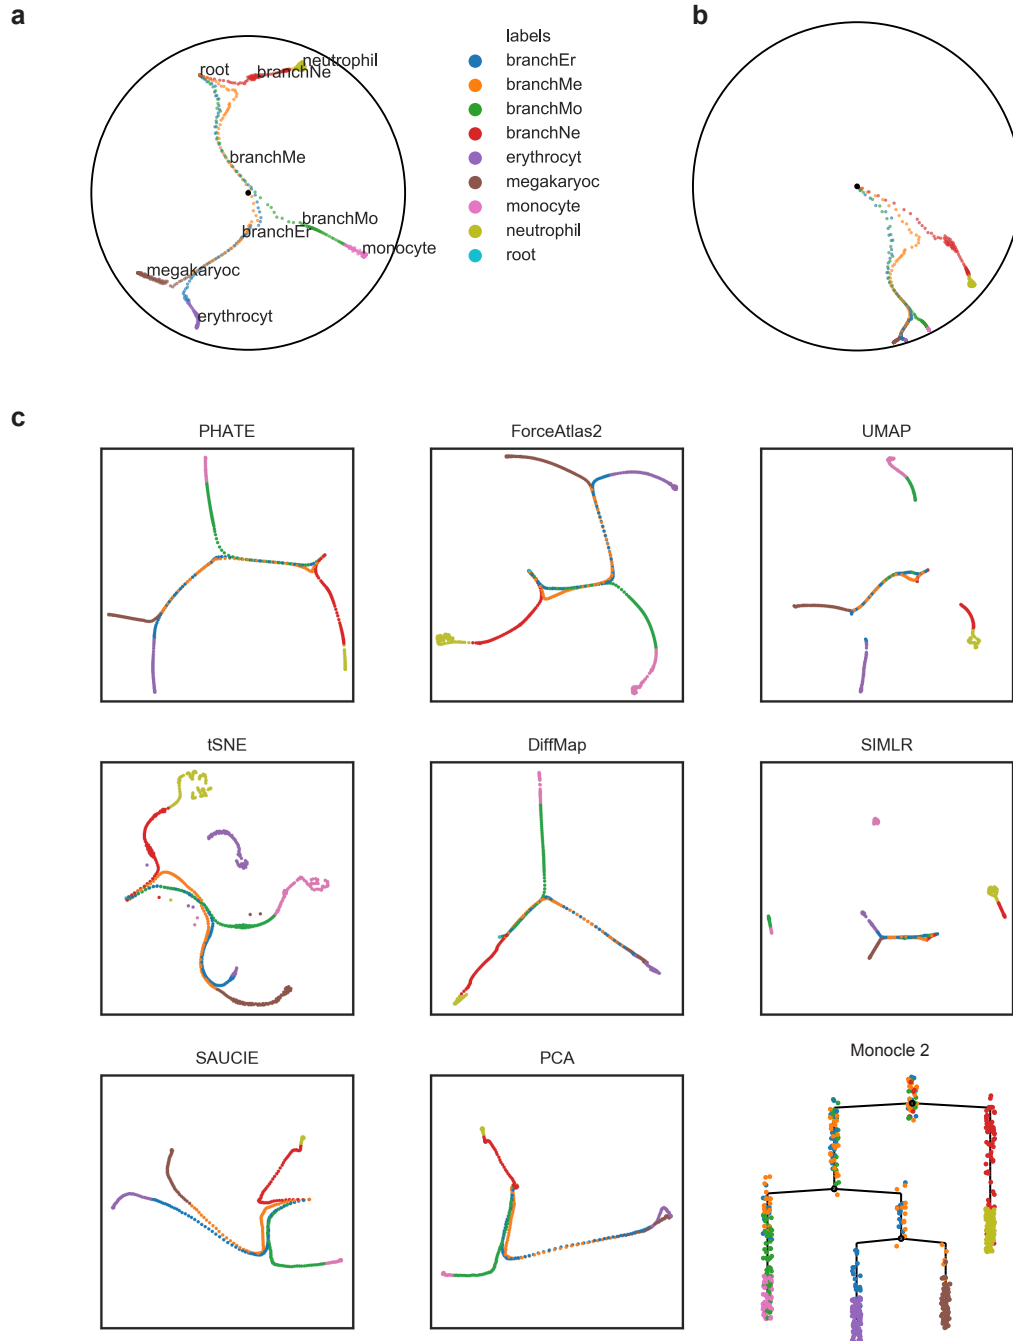 a
b
root
neutrophil
branchNe
branchMe
branchMo
branchEr
monocyte
megakaryoc
erythrocyt
labels
branchEr
branchMe
branchMo
branchNe
erythrocyt
megakaryoc
monocyte
neutrophil
root
c
PHATE
ForceAtlas2
UMAP
tSNE
DiffMap
SIMLR
SAUCIE
PCA
Monocle 2